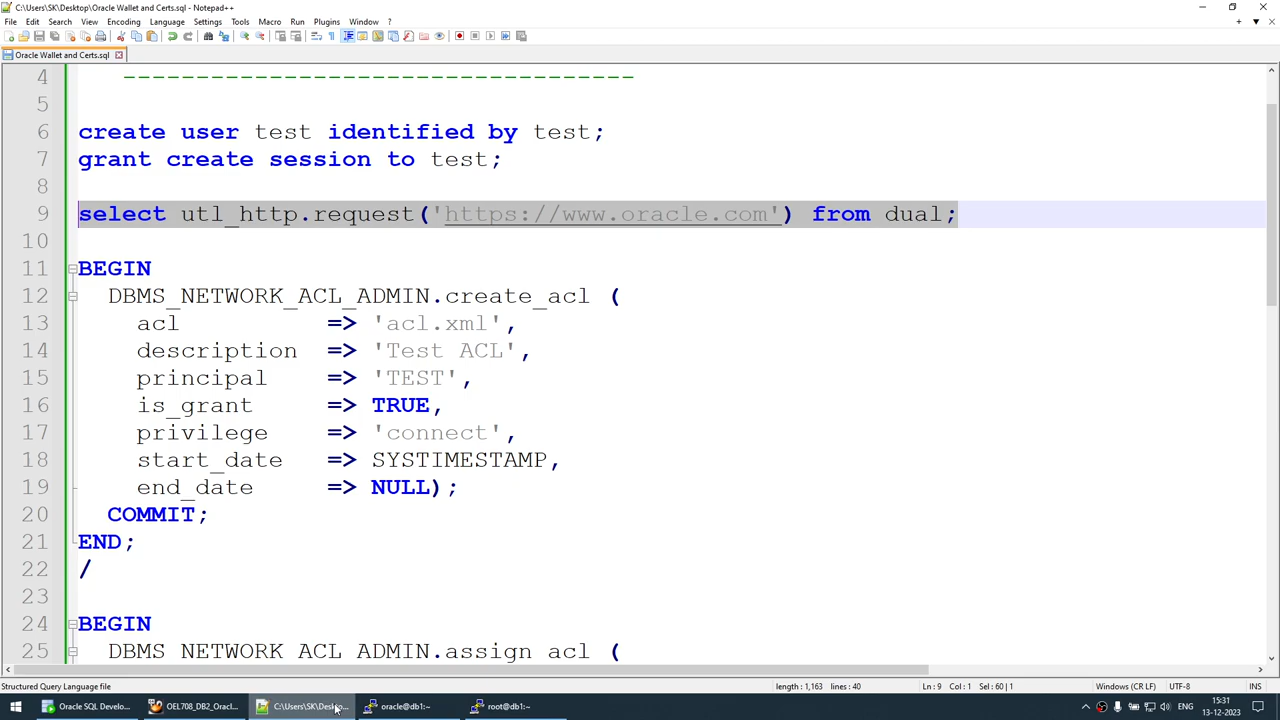 C:\Users\SK\Desktop\Oracle Wallet and Certs.sql - Notepad++
File Edit Search View Encoding Language Settings Tools Macro Run Plugins Window ?
Oracle Wallet and Certs.sql
4 -----------------------------------
5
6 create user test identified by test;
7 grant create session to test;
8
9 select utl_http.request('https://www.oracle.com') from dual;
10
11 BEGIN
12 DBMS_NETWORK_ACL_ADMIN.create_acl (
13 acl => 'acl.xml',
14 description => 'Test ACL',
15 principal => 'TEST',
16 is_grant => TRUE,
17 privilege => 'connect',
18 start_date => SYSTIMESTAMP,
19 end_date => NULL);
20 COMMIT;
21 END;
22 /
23
24 BEGIN
25 DBMS_NETWORK_ACL_ADMIN.assign_acl (
Structured Query Language file length : 1,163 lines : 40 Ln : 9 Col : 1 Sel : 60 | 1 Windows (CR LF) UTF-8 INS
Oracle SQL Develo... OEL708_DB2_Oracl... C:\Users\SK\Deskto... oracle@db1:~ root@db1:~ 15:31
13-12-2023